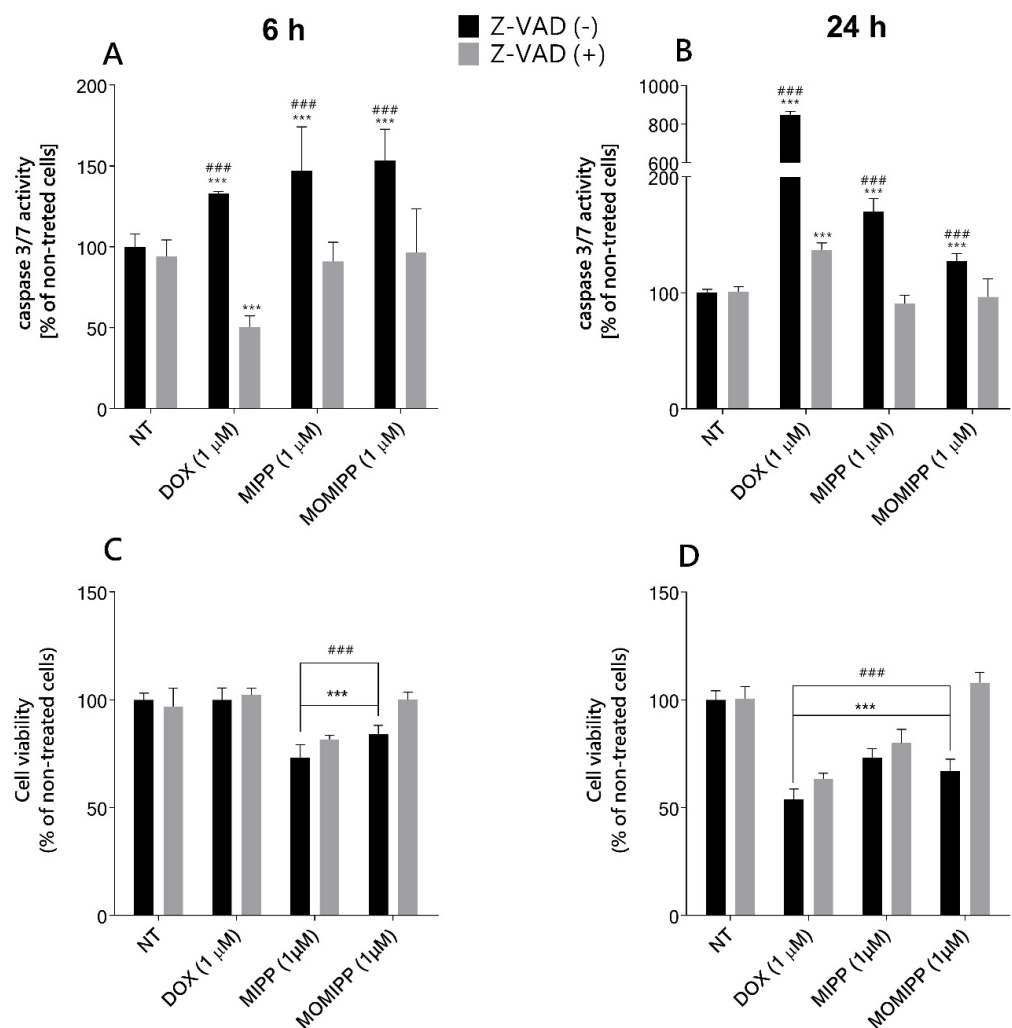 6 h
Z-VAD (-)
Z-VAD (+)
24 h
A
caspase 3/7 activity
[% of non-treted cells]
200
150
100
50
0
###
***
###
***
###
***
***
NT
DOX (1 μM)
MIPP (1 μM)
MOMIPP (1 μM)
B
caspase 3/7 activity
[% of non-treted cells]
1000
800
600
200
100
0
###
***
***
###
***
###
***
NT
DOX (1 μM)
MIPP (1 μM)
MOMIPP (1 μM)
C
Cell viability
(% of non-treated cells)
150
100
50
0
###
***
NT
DOX (1 μM)
MIPP (1μM)
MOMIPP (1μM)
D
Cell viability
(% of non-treated cells)
150
100
50
0
###
***
NT
DOX (1 μM)
MIPP (1μM)
MOMIPP (1μM)